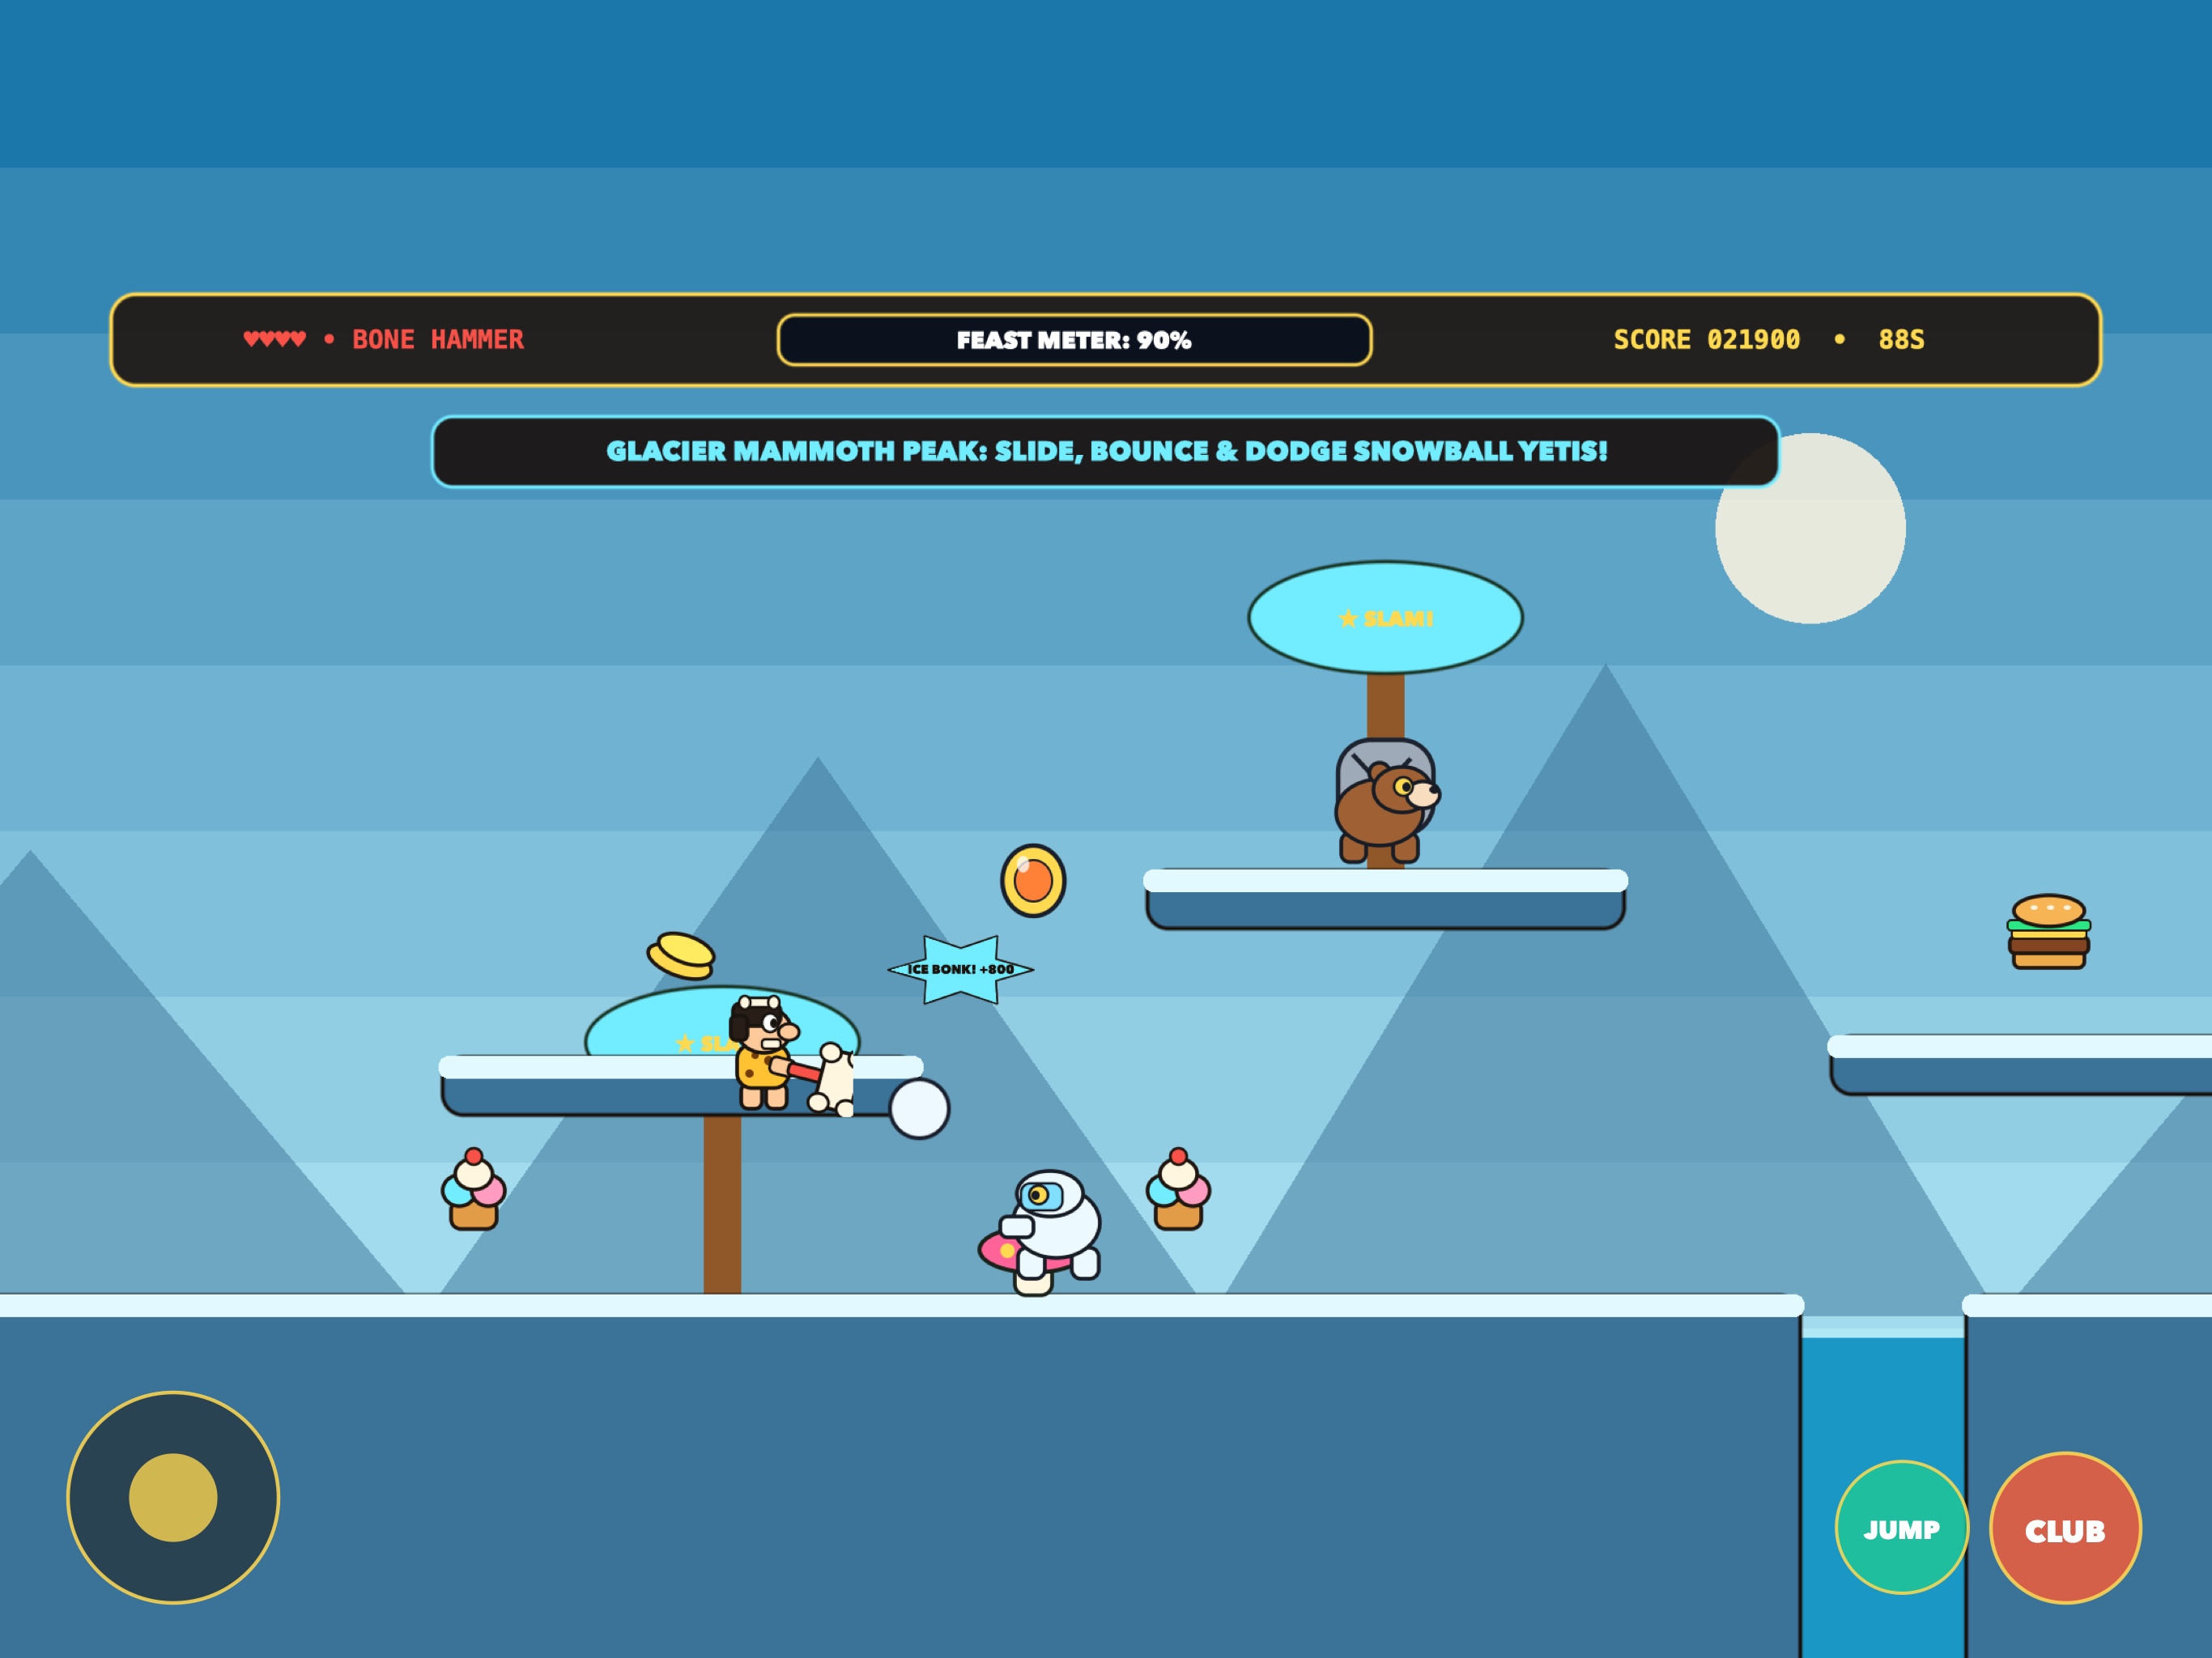 ♥♥♥♥ • BONE HAMMER
FEAST METER: 90%
SCORE 021900 • 88S
GLACIER MAMMOTH PEAK: SLIDE, BOUNCE & DODGE SNOWBALL YETIS!
★ SLAM!
ICE BONK! +800
★
JUMP
CLUB